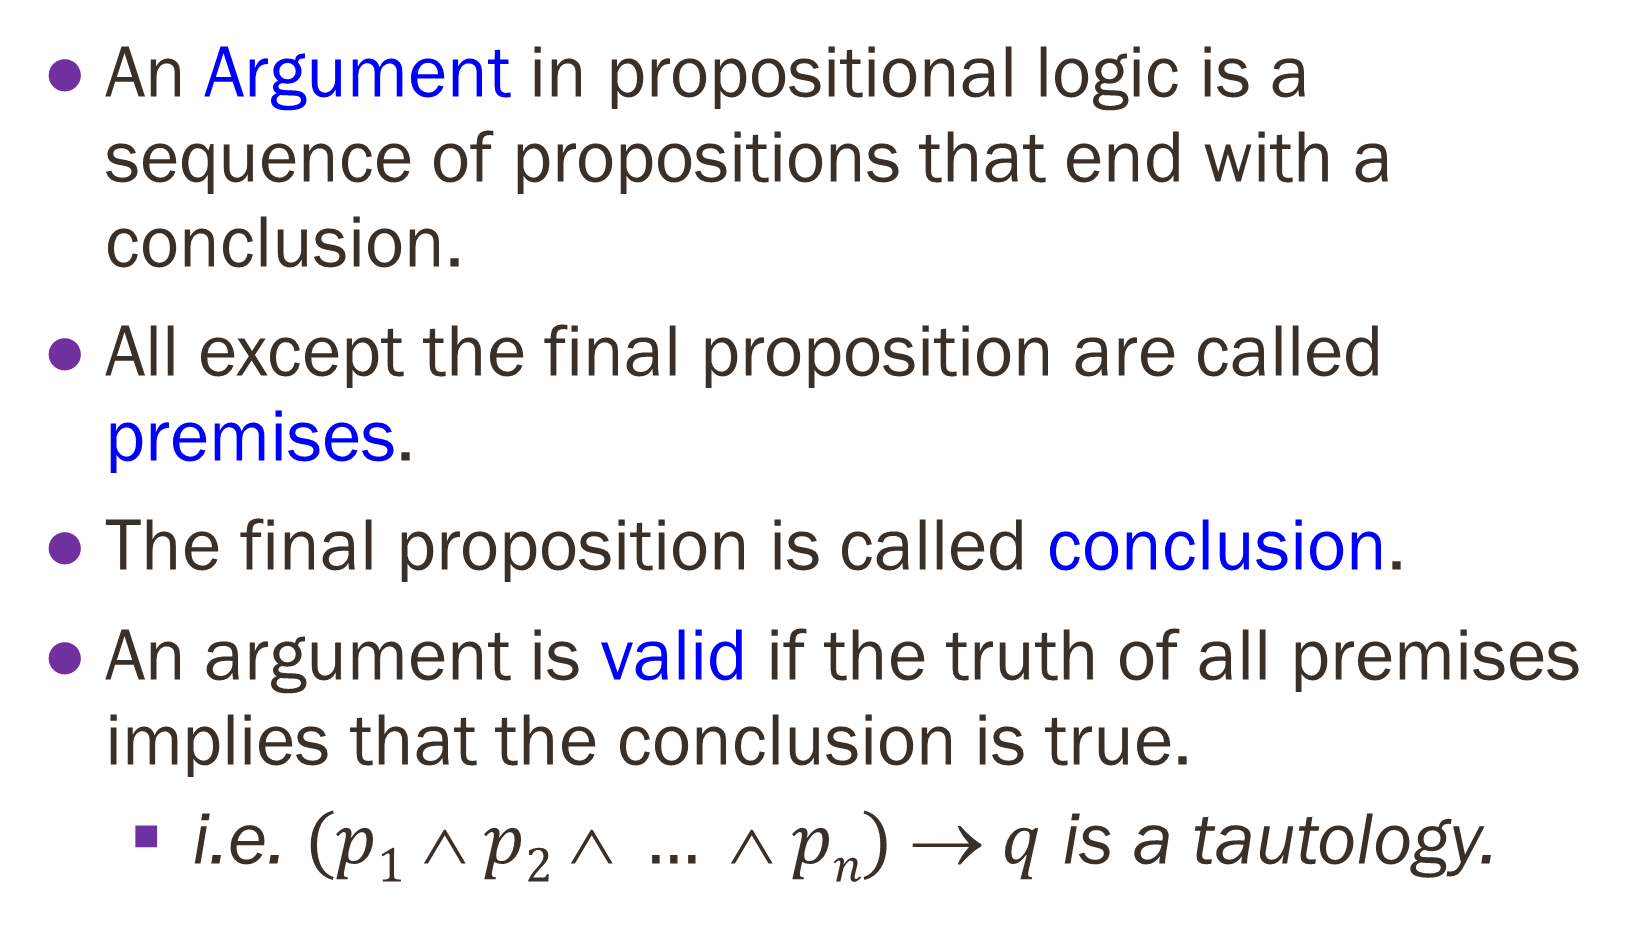 ● An Argument in propositional logic is a
sequence of propositions that end with a
conclusion.
● All except the final proposition are called
premises.
● The final proposition is called conclusion.
● An argument is valid if the truth of all premises
implies that the conclusion is true.
▪ i.e. (p₁ ∧ p₂ ∧ … ∧ pₙ) → q is a tautology.